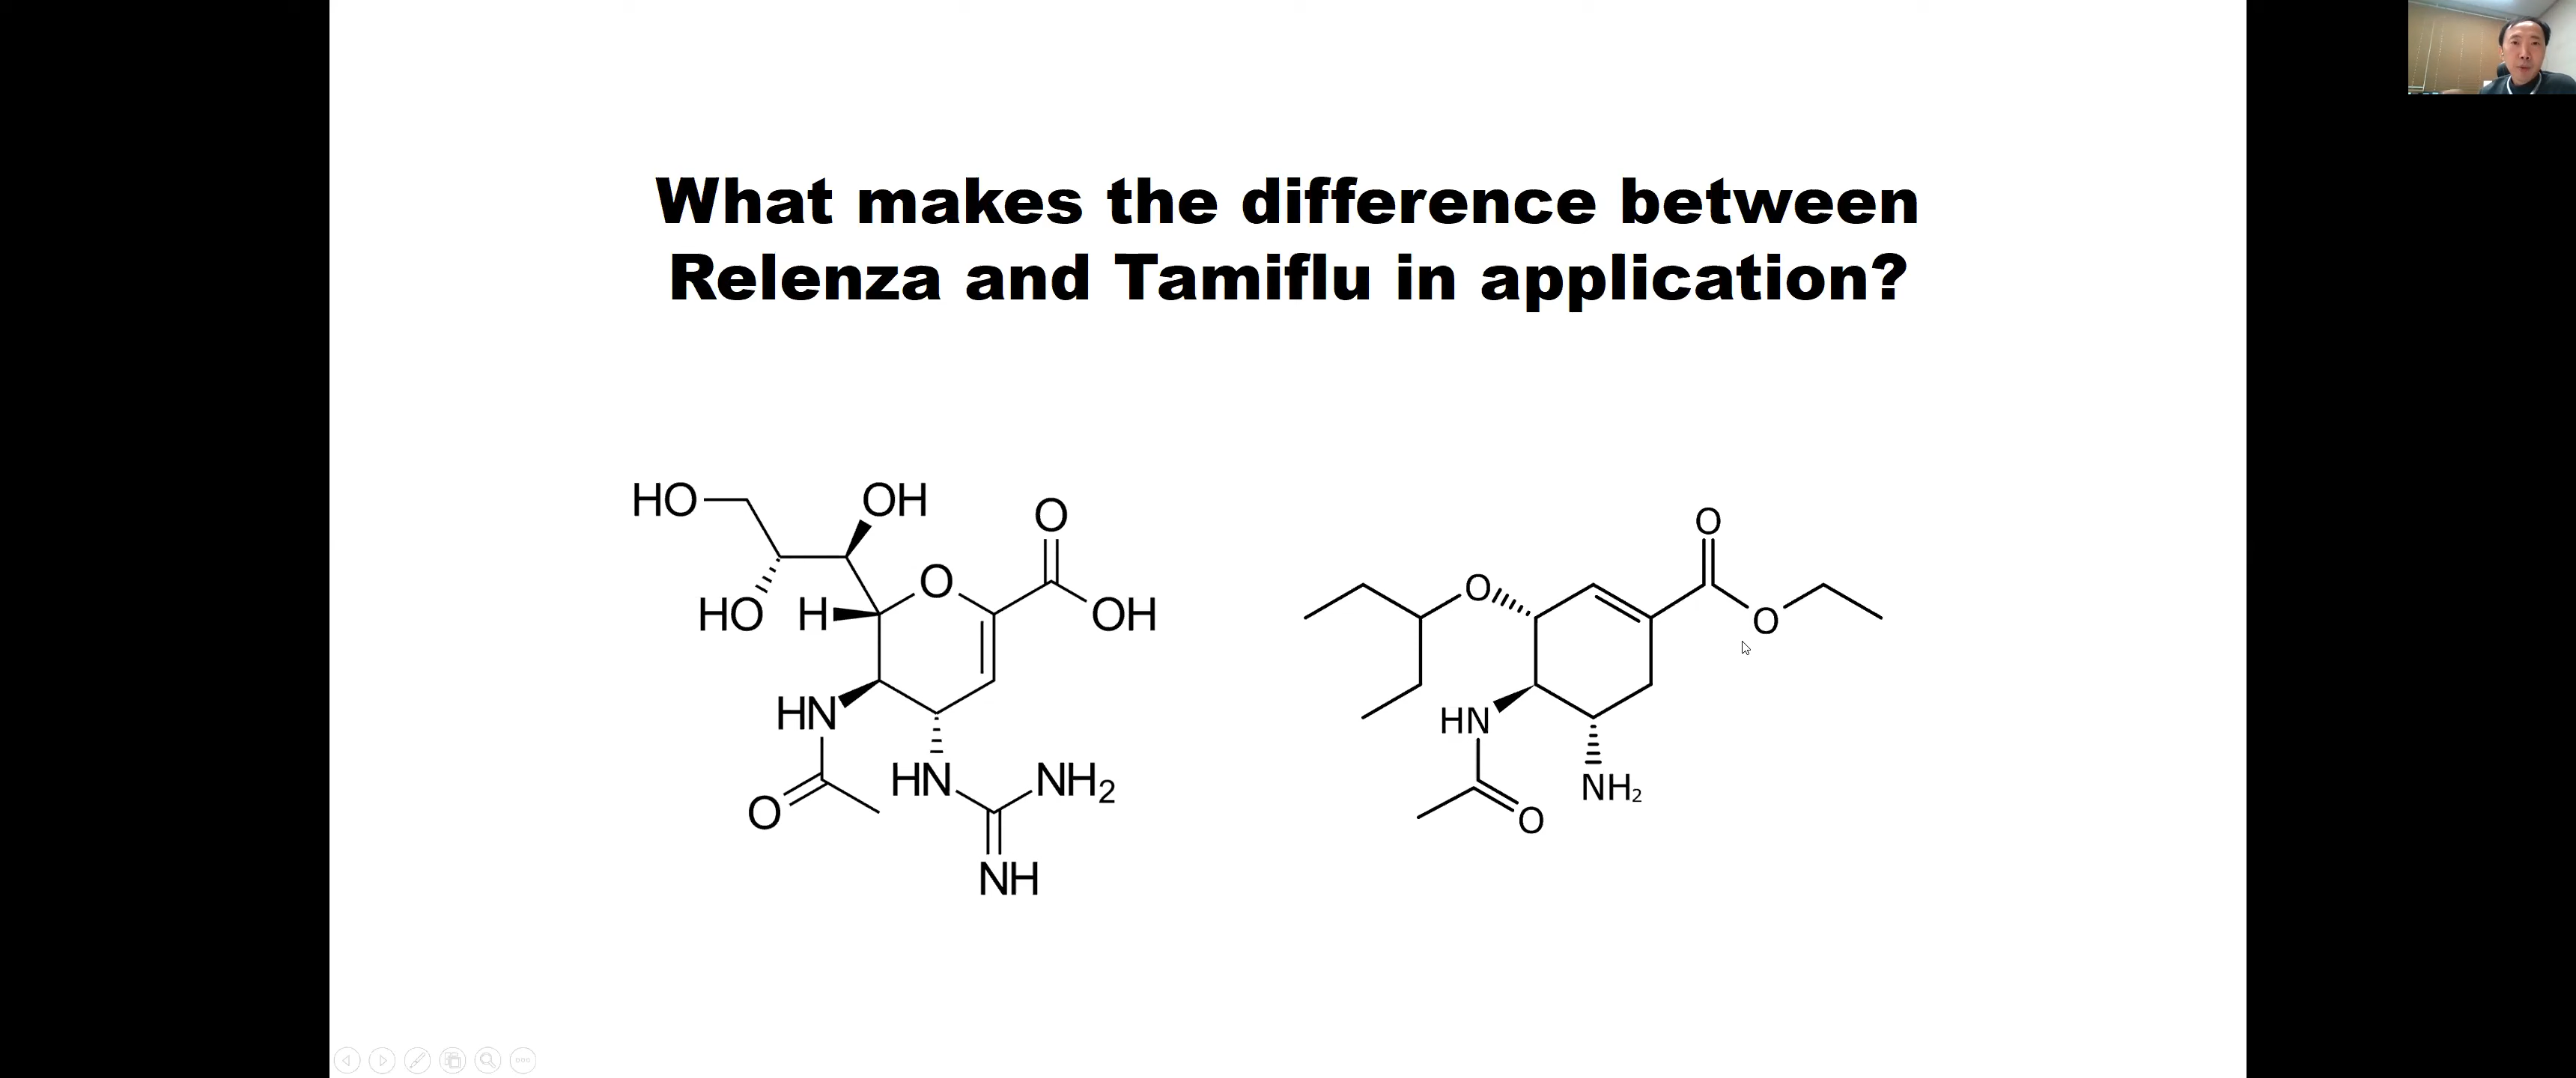 What makes the difference between
Relenza and Tamiflu in application?
HO
OH
O
HO
H
O
OH
HN
O
HN
NH2
NH
O
O
O
HN
O
NH2